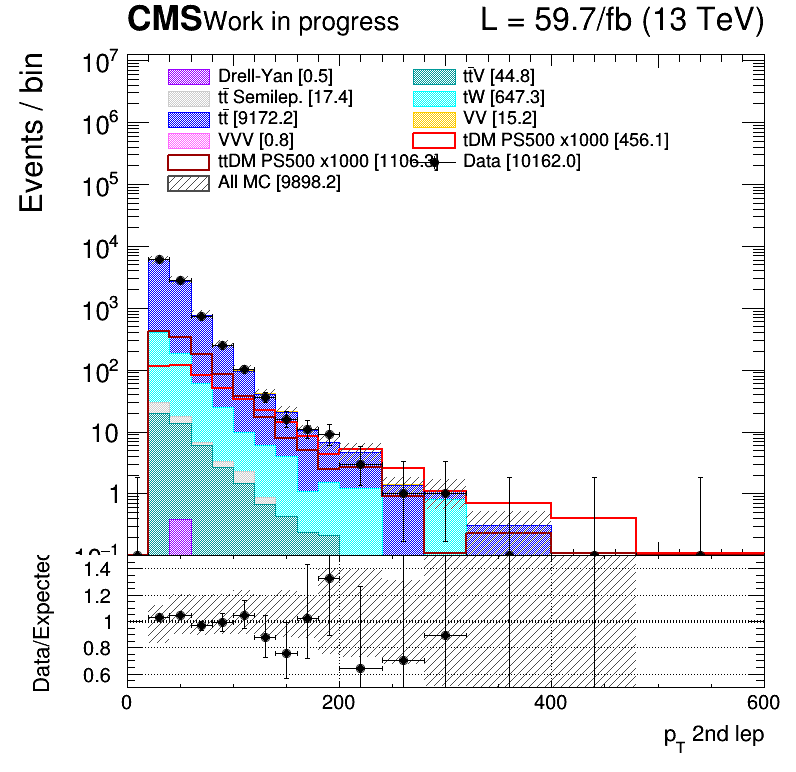 CMS Work in progress L = 59.7/fb (13 TeV)
Events / bin
Drell-Yan [0.5] tt̄V [44.8]
tt̄ Semilep. [17.4] tW [647.3]
tt̄ [9172.2] VV [15.2]
VVV [0.8] tDM PS500 x1000 [456.1]
ttDM PS500 x1000 [1106.3] Data [10162.0]
All MC [9898.2]
10⁷
10⁶
10⁵
10⁴
10³
10²
10
1
10⁻¹
Data/Expected
1.4
1.2
1
0.8
0.6
0 200 400 600
p_T 2nd lep